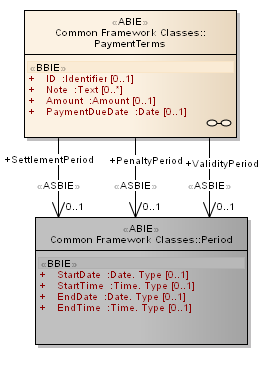 «ABIE»
Common Framework Classes::
PaymentTerms
«BBIE»
+ ID :Identifier [0..1]
+ Note :Text [0..*]
+ Amount :Amount [0..1]
+ PaymentDueDate :Date [0..1]
+SettlementPeriod +PenaltyPeriod +ValidityPeriod
«ASBIE» «ASBIE» «ASBIE»
0..1 0..1 0..1
«ABIE»
Common Framework Classes::Period
«BBIE»
+ StartDate :Date. Type [0..1]
+ StartTime :Time. Type [0..1]
+ EndDate :Date. Type [0..1]
+ EndTime :Time. Type [0..1]